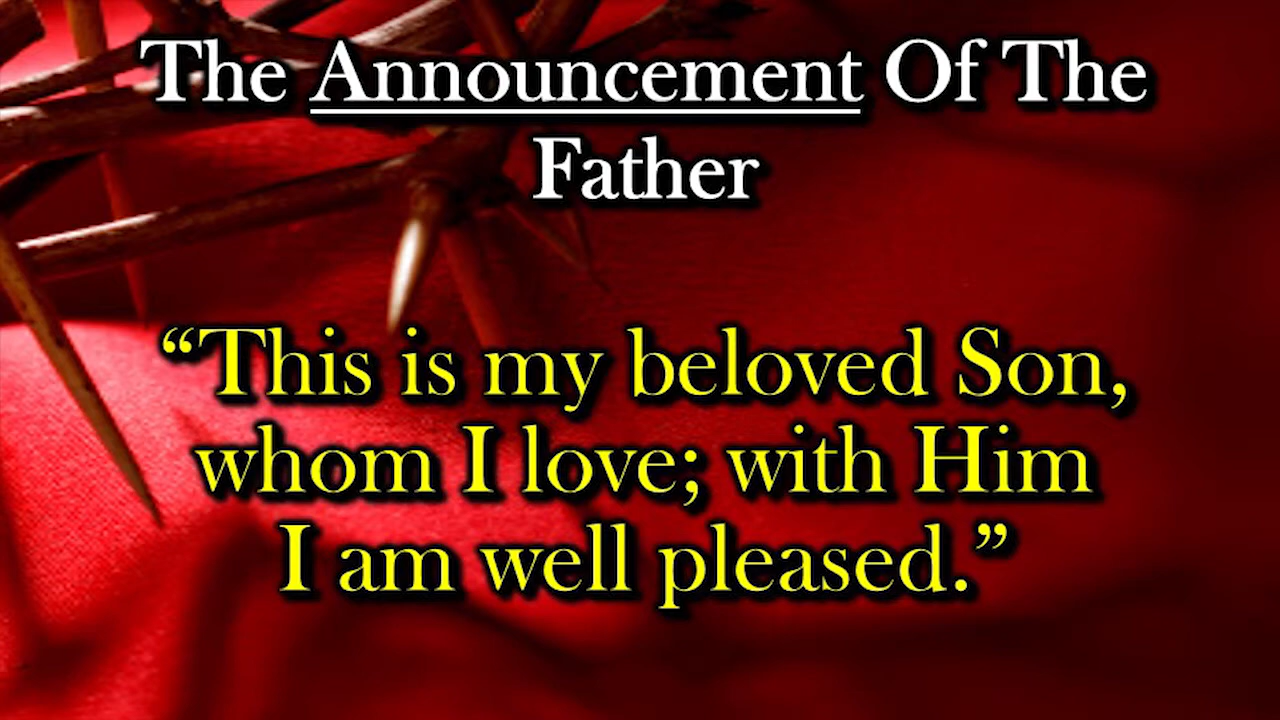 The Announcement Of The
Father
“This is my beloved Son,
whom I love; with Him
I am well pleased.”